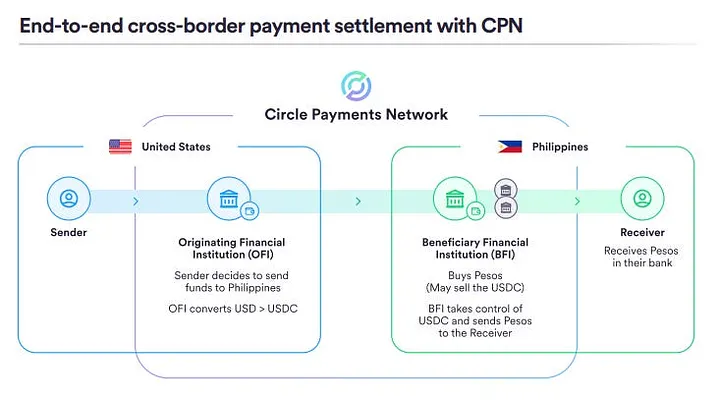 End-to-end cross-border payment settlement with CPN
Circle Payments Network
United States
Philippines
Sender
Originating Financial
Institution (OFI)
Sender decides to send
funds to Philippines
OFI converts USD > USDC
Beneficiary Financial
Institution (BFI)
Buys Pesos
(May sell the USDC)
BFI takes control of
USDC and sends Pesos
to the Receiver
Receiver
Receives Pesos
in their bank